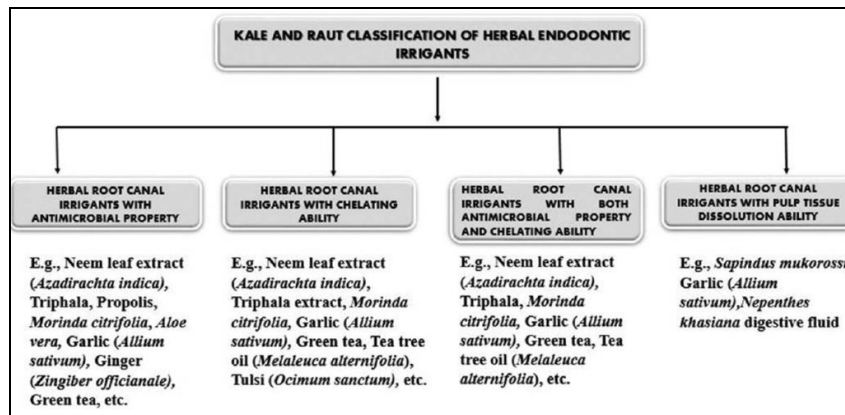 KALE AND RAUT CLASSIFICATION OF HERBAL ENDODONTIC
IRRIGANTS
HERBAL ROOT CANAL
IRRIGANTS WITH
ANTIMICROBIAL PROPERTY
E.g., Neem leaf extract
(Azadirachta indica),
Triphala, Propolis,
Morinda citrifolia, Aloe
vera, Garlic (Allium
sativum), Ginger
(Zingiber officianale),
Green tea, etc.
HERBAL ROOT CANAL
IRRIGANTS WITH CHELATING
ABILITY
E.g., Neem leaf extract
(Azadirachta indica),
Triphala extract, Morinda
citrifolia, Garlic (Allium
sativum), Green tea, Tea tree
oil (Melaleuca alternifolia),
Tulsi (Ocimum sanctum), etc.
HERBAL ROOT CANAL
IRRIGANTS WITH BOTH
ANTIMICROBIAL PROPERTY
AND CHELATING ABILITY
E.g., Neem leaf extract
(Azadirachta indica),
Triphala, Morinda
citrifolia, Garlic (Allium
sativum), Green tea, Tea
tree oil (Melaleuca
alternifolia), etc.
HERBAL ROOT CANAL
IRRIGANTS WITH PULP TISSUE
DISSOLUTION ABILITY
E.g., Sapindus mukorossi
Garlic (Allium
sativum),Nepenthes
khasiana digestive fluid